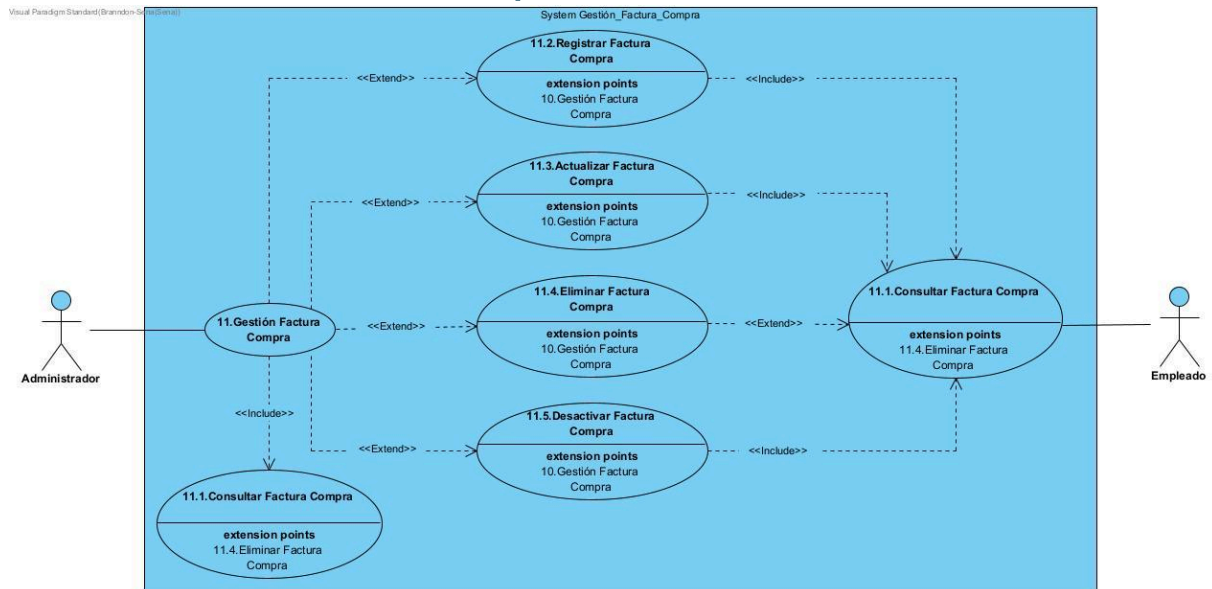 Visual Paradigm Standard(Branndon-Sena(Sena))
System Gestión_Factura_Compra
11.2.Registrar Factura
Compra
extension points
10.Gestión Factura
Compra
<<Extend>>
<<Include>>
11.3.Actualizar Factura
Compra
extension points
10.Gestión Factura
Compra
<<Extend>>
<<Include>>
11.4.Eliminar Factura
Compra
extension points
10.Gestión Factura
Compra
<<Extend>>
<<Extend>>
11.Gestión Factura
Compra
11.1.Consultar Factura Compra
extension points
11.4.Eliminar Factura
Compra
Administrador
Empleado
<<Include>>
11.5.Desactivar Factura
Compra
extension points
10.Gestión Factura
Compra
<<Extend>>
<<Include>>
11.1.Consultar Factura Compra
extension points
11.4.Eliminar Factura
Compra